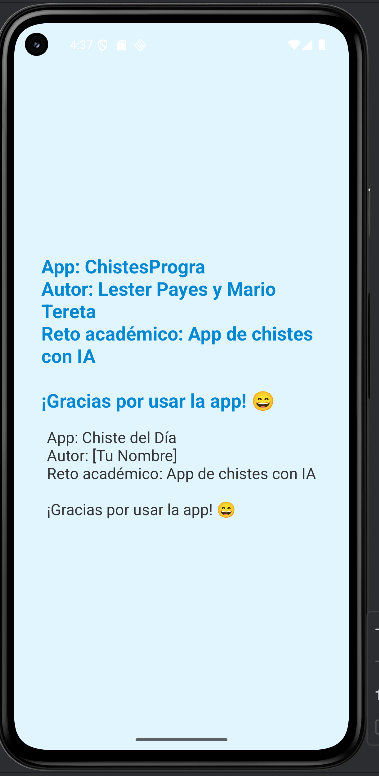 4:37
App: ChistesProgra
Autor: Lester Payes y Mario
Tereta
Reto académico: App de chistes
con IA
¡Gracias por usar la app! 😄
App: Chiste del Día
Autor: [Tu Nombre]
Reto académico: App de chistes con IA
¡Gracias por usar la app! 😄